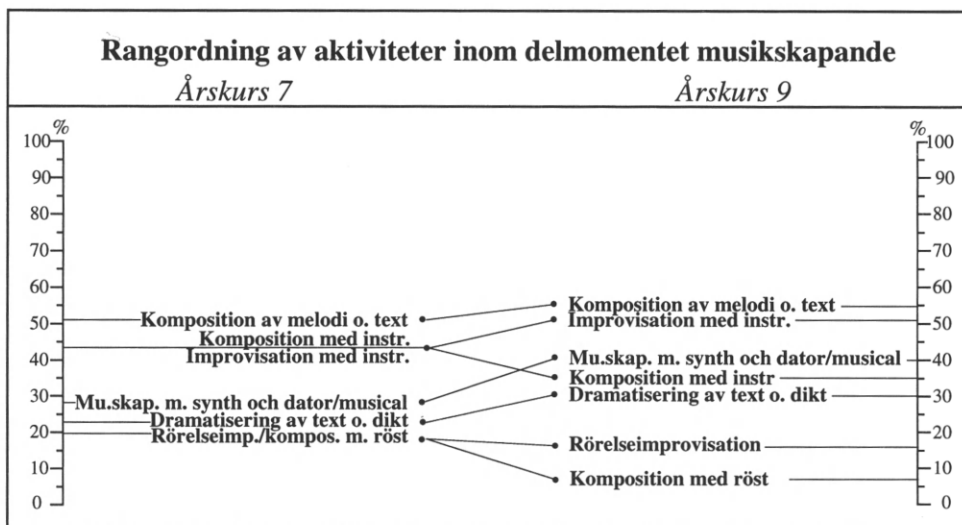 Rangordning av aktiviteter inom delmomentet musikskapande
Årskurs 7
Årskurs 9
%
100
90
80
70
60
50
40
30
20
10
0
Komposition av melodi o. text
Komposition med instr.
Improvisation med instr.
Mu.skap. m. synth och dator/musical
Dramatisering av text o. dikt
Rörelseimp./kompos. m. röst
Komposition av melodi o. text
Improvisation med instr.
Mu.skap. m. synth och dator/musical
Komposition med instr
Dramatisering av text o. dikt
Rörelseimprovisation
Komposition med röst
%
100
90
80
70
60
50
40
30
20
10
0